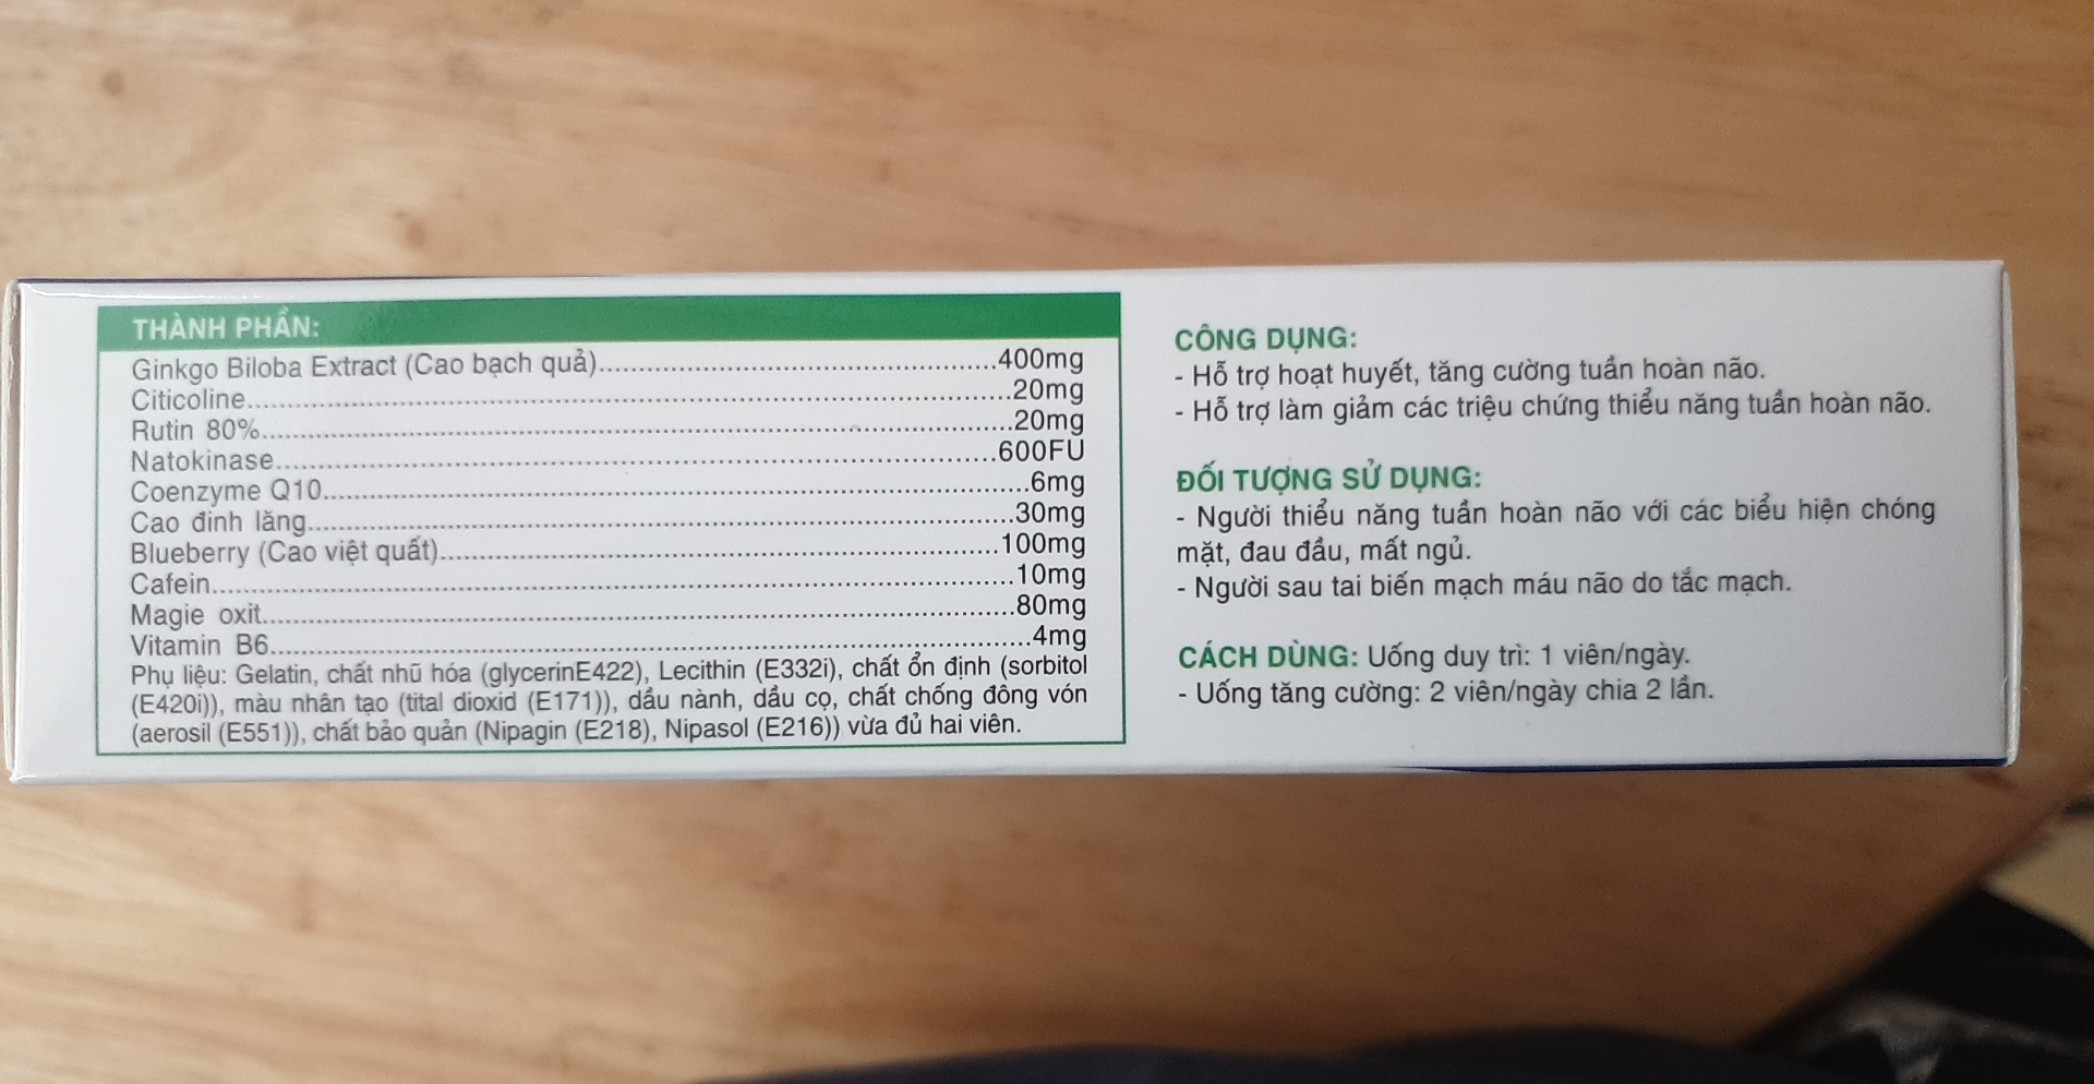 THÀNH PHẦN:
Ginkgo Biloba Extract (Cao bạch quả)..........400mg
Citicoline..........20mg
Rutin 80%..........20mg
Natokinase..........600FU
Coenzyme Q10..........6mg
Cao đinh lăng..........30mg
Blueberry (Cao việt quất)..........100mg
Cafein..........10mg
Magie oxit..........80mg
Vitamin B6..........4mg
Phụ liệu: Gelatin, chất nhũ hóa (glycerinE422), Lecithin (E332i), chất ổn định (sorbitol
(E420i)), màu nhân tạo (tital dioxid (E171)), dầu nành, dầu cọ, chất chống đông vón
(aerosil (E551)), chất bảo quản (Nipagin (E218), Nipasol (E216)) vừa đủ hai viên.
CÔNG DỤNG:
- Hỗ trợ hoạt huyết, tăng cường tuần hoàn não.
- Hỗ trợ làm giảm các triệu chứng thiểu năng tuần hoàn não.
ĐỐI TƯỢNG SỬ DỤNG:
- Người thiểu năng tuần hoàn não với các biểu hiện chóng
mặt, đau đầu, mất ngủ.
- Người sau tai biến mạch máu não do tắc mạch.
CÁCH DÙNG: Uống duy trì: 1 viên/ngày.
- Uống tăng cường: 2 viên/ngày chia 2 lần.